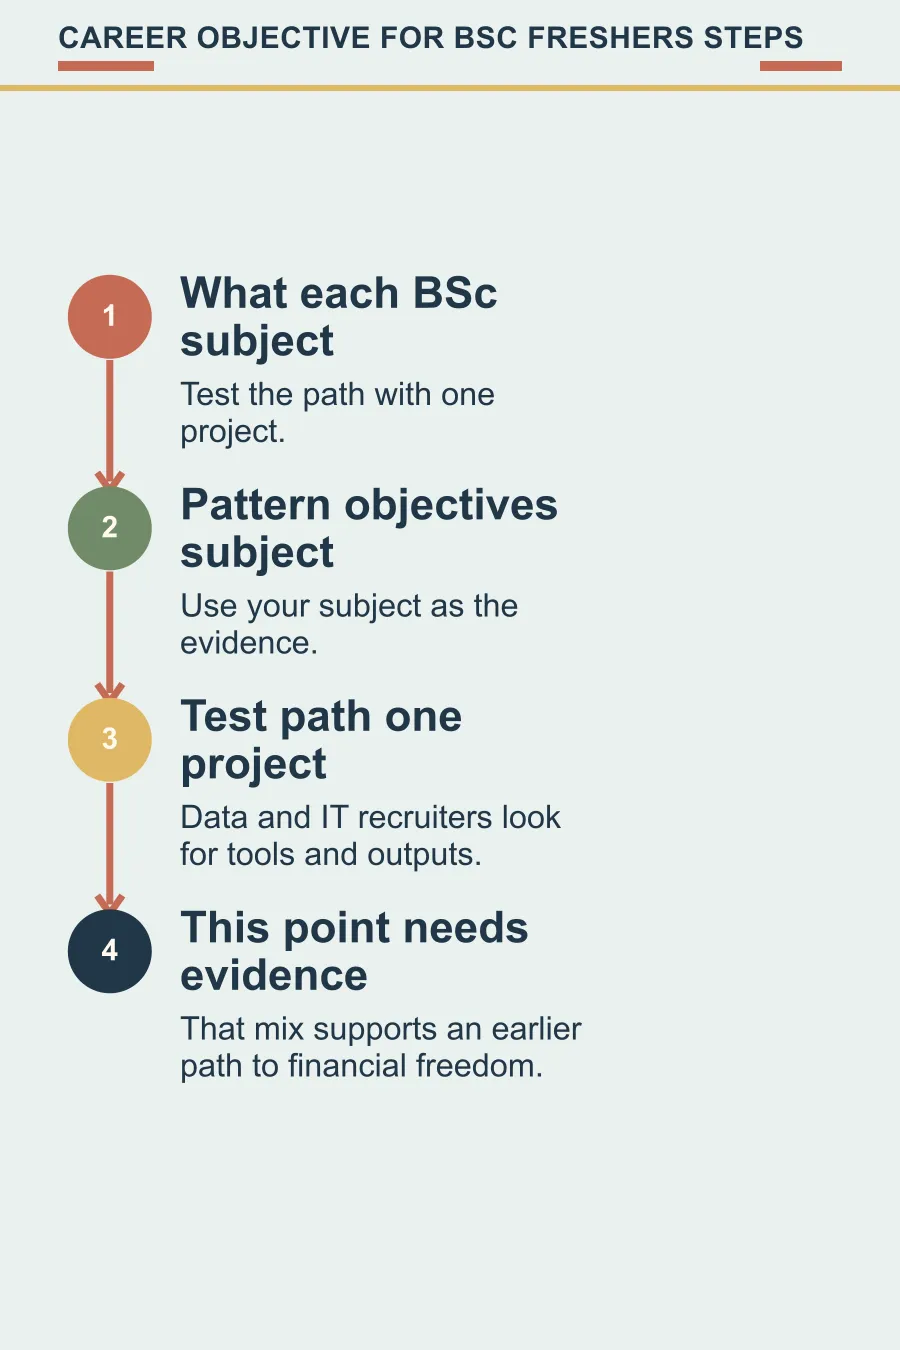 CAREER OBJECTIVE FOR BSC FRESHERS STEPS
1
What each BSc
subject
Test the path with one
project.
2
Pattern objectives
subject
Use your subject as the
evidence.
3
Test path one
project
Data and IT recruiters look
for tools and outputs.
4
This point needs
evidence
That mix supports an earlier
path to financial freedom.